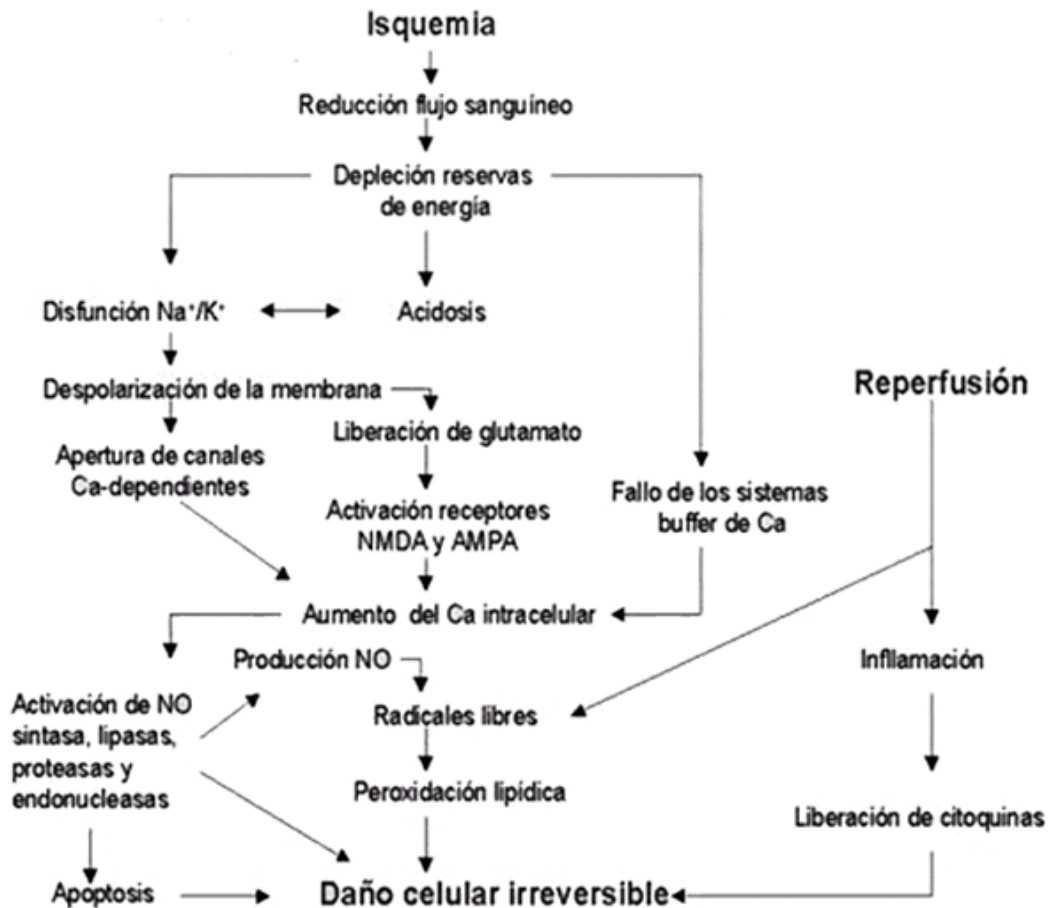 Isquemia
Reducción flujo sanguíneo
Depleción reservas
de energía
Disfunción Na⁺/K⁺
Acidosis
Despolarización de la membrana
Reperfusión
Liberación de glutamato
Apertura de canales
Ca-dependientes
Fallo de los sistemas
buffer de Ca
Activación receptores
NMDA y AMPA
Aumento del Ca intracelular
Producción NO
Infllamación
Activación de NO
sintasa, lipasas,
proteasas y
endonucleasas
Radicales libres
Peroxidación lipídica
Liberación de citoquinas
Apoptosis
Daño celular irreversible